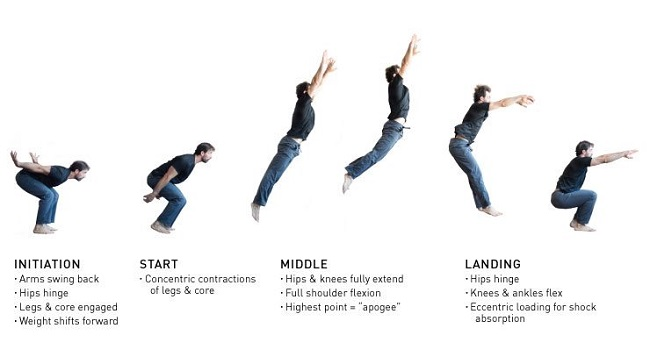 INITIATION
· Arms swing back
· Hips hinge
· Legs & core engaged
· Weight shifts forward
START
· Concentric contractions
of legs & core
MIDDLE
· Hips & knees fully extend
· Full shoulder flexion
· Highest point = “apogee”
LANDING
· Hips hinge
· Knees & ankles flex
· Eccentric loading for shock
absorption